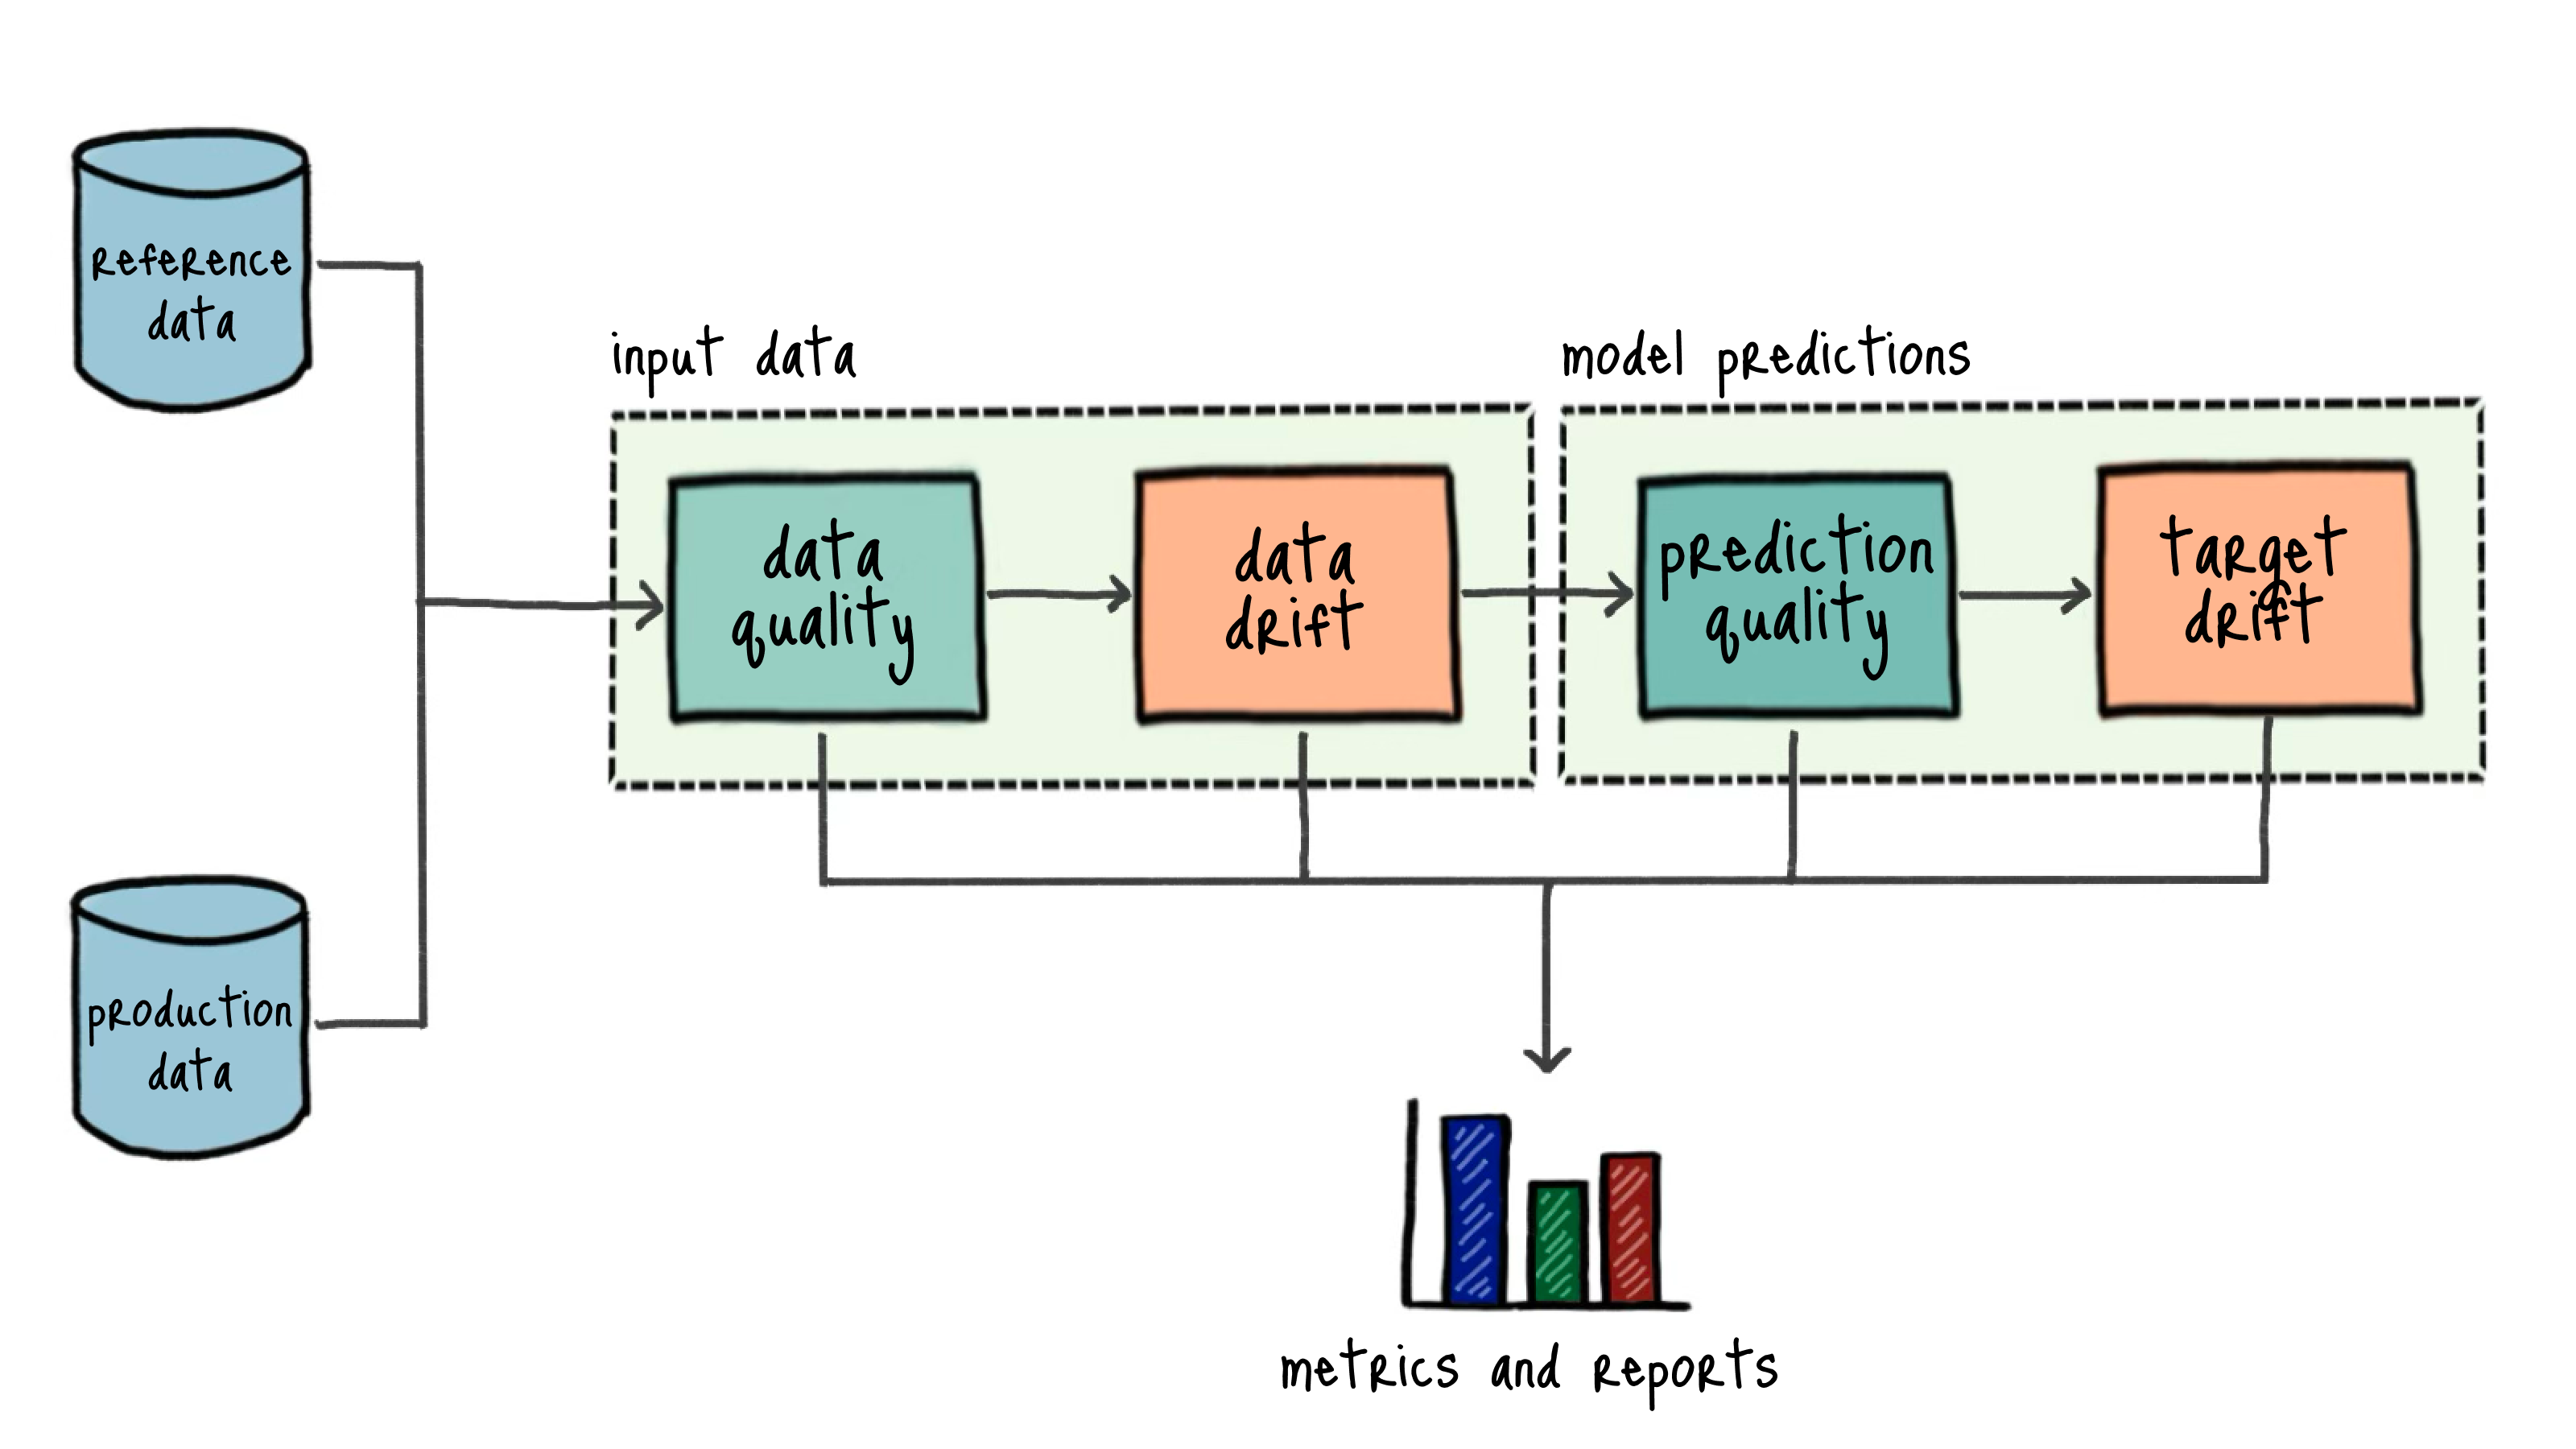 reference
data
input data
model predictions
data
quality
data
drift
prediction
quality
target
drift
production
data
metrics and reports